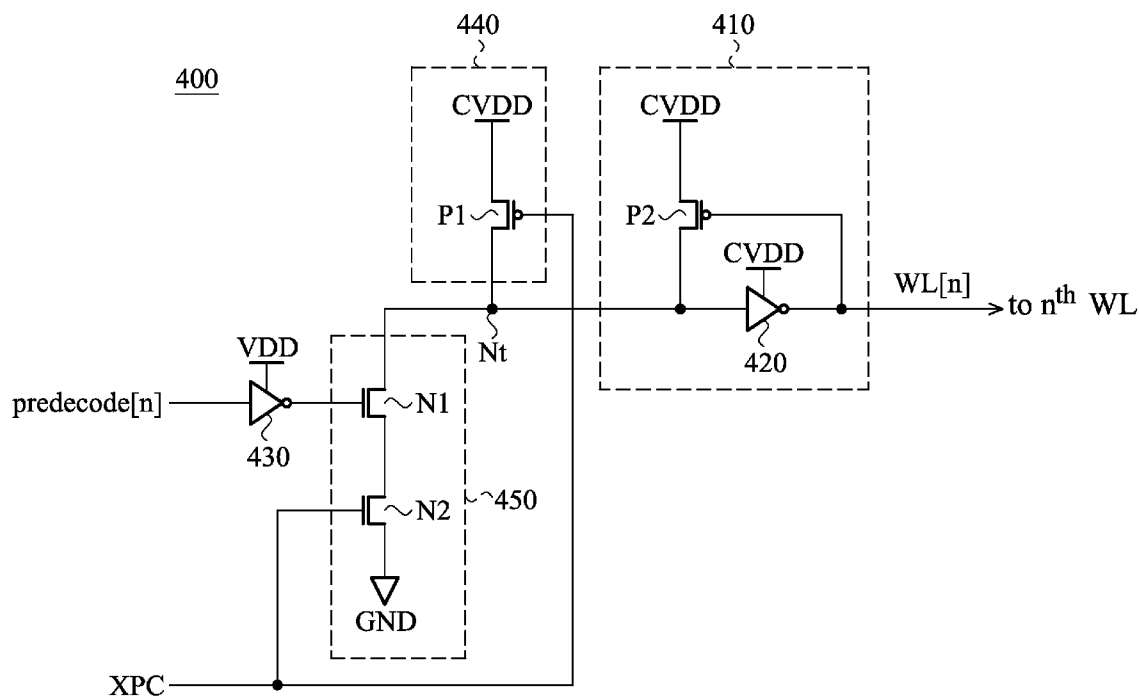 440
410
400
CVDD
CVDD
P1
P2
CVDD
WL[n]
to nth WL
Nt
420
VDD
predecode[n]
N1
430
N2
450
GND
XPC